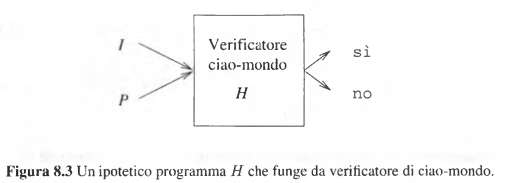 I
Verificatore
ciao-mondo
sì
P
H
no
Figura 8.3 Un ipotetico programma H che funge da verificatore di ciao-mondo.